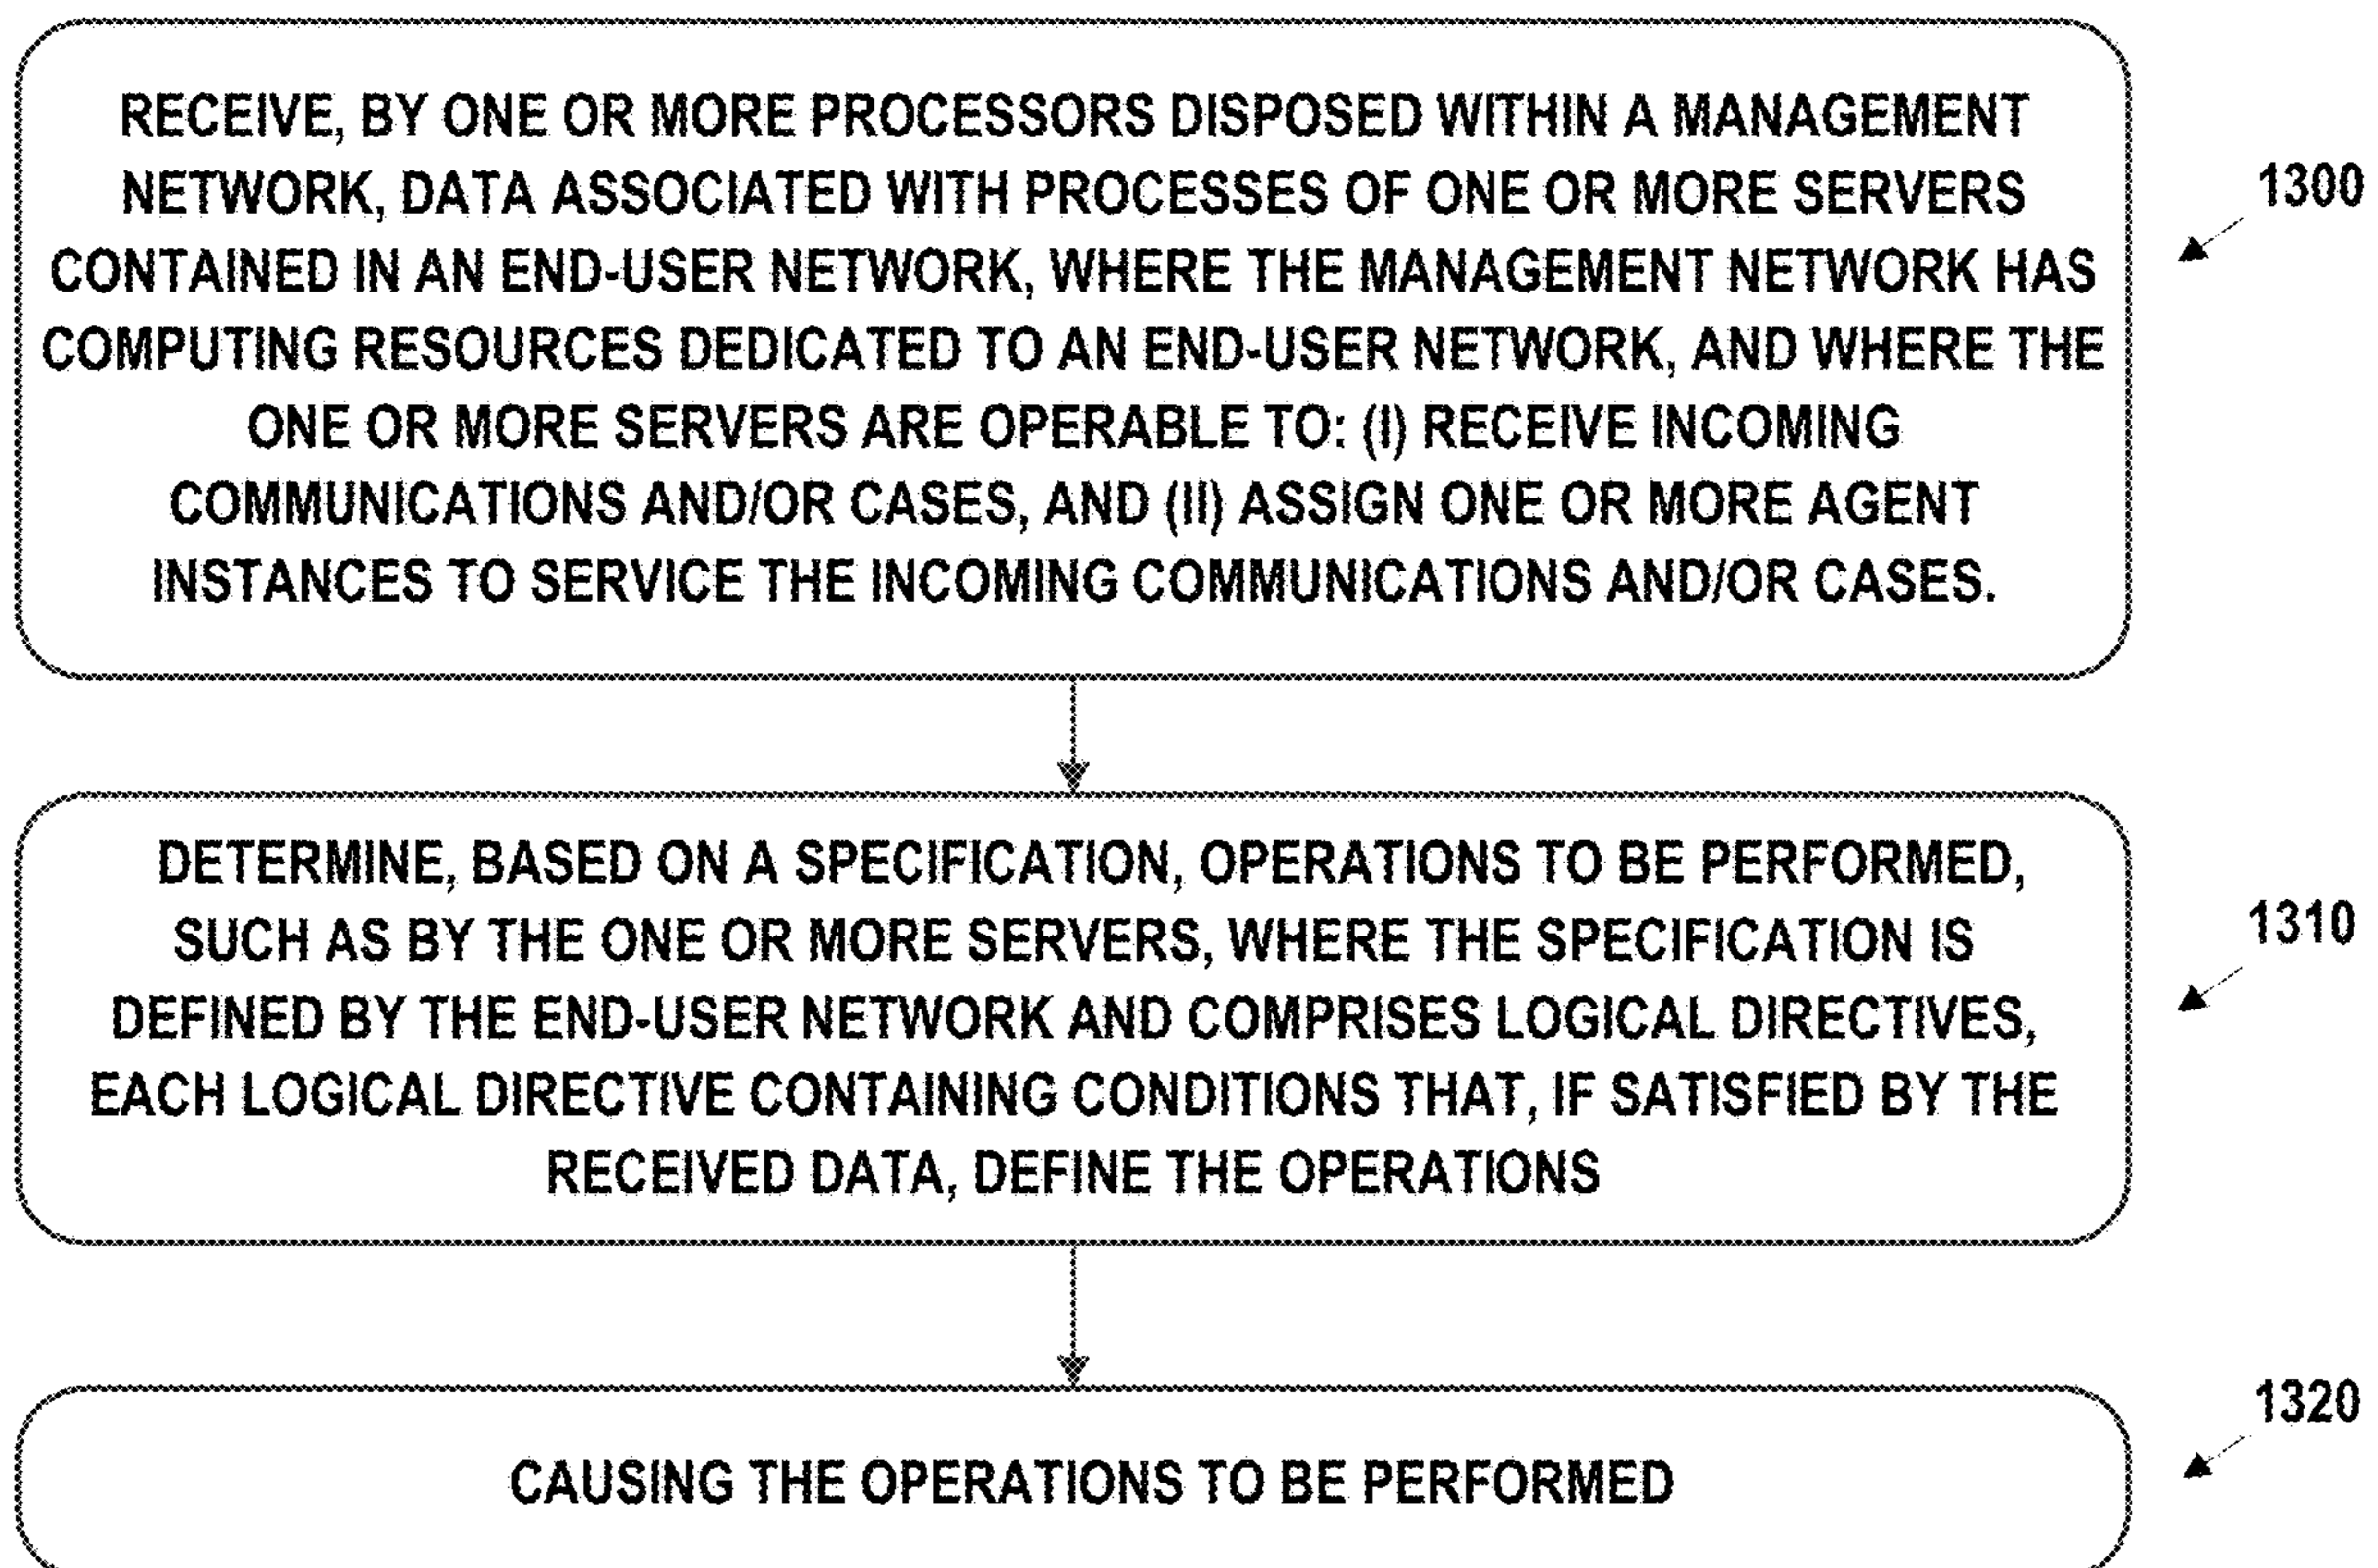 RECEIVE, BY ONE OR MORE PROCESSORS DISPOSED WITHIN A MANAGEMENT
NETWORK, DATA ASSOCIATED WITH PROCESSES OF ONE OR MORE SERVERS
CONTAINED IN AN END-USER NETWORK, WHERE THE MANAGEMENT NETWORK HAS
COMPUTING RESOURCES DEDICATED TO AN END-USER NETWORK, AND WHERE THE
ONE OR MORE SERVERS ARE OPERABLE TO: (I) RECEIVE INCOMING
COMMUNICATIONS AND/OR CASES, AND (II) ASSIGN ONE OR MORE AGENT
INSTANCES TO SERVICE THE INCOMING COMMUNICATIONS AND/OR CASES.
1300
DETERMINE, BASED ON A SPECIFICATION, OPERATIONS TO BE PERFORMED,
SUCH AS BY THE ONE OR MORE SERVERS, WHERE THE SPECIFICATION IS
DEFINED BY THE END-USER NETWORK AND COMPRISES LOGICAL DIRECTIVES,
EACH LOGICAL DIRECTIVE CONTAINING CONDITIONS THAT, IF SATISFIED BY THE
RECEIVED DATA, DEFINE THE OPERATIONS
1310
CAUSING THE OPERATIONS TO BE PERFORMED
1320